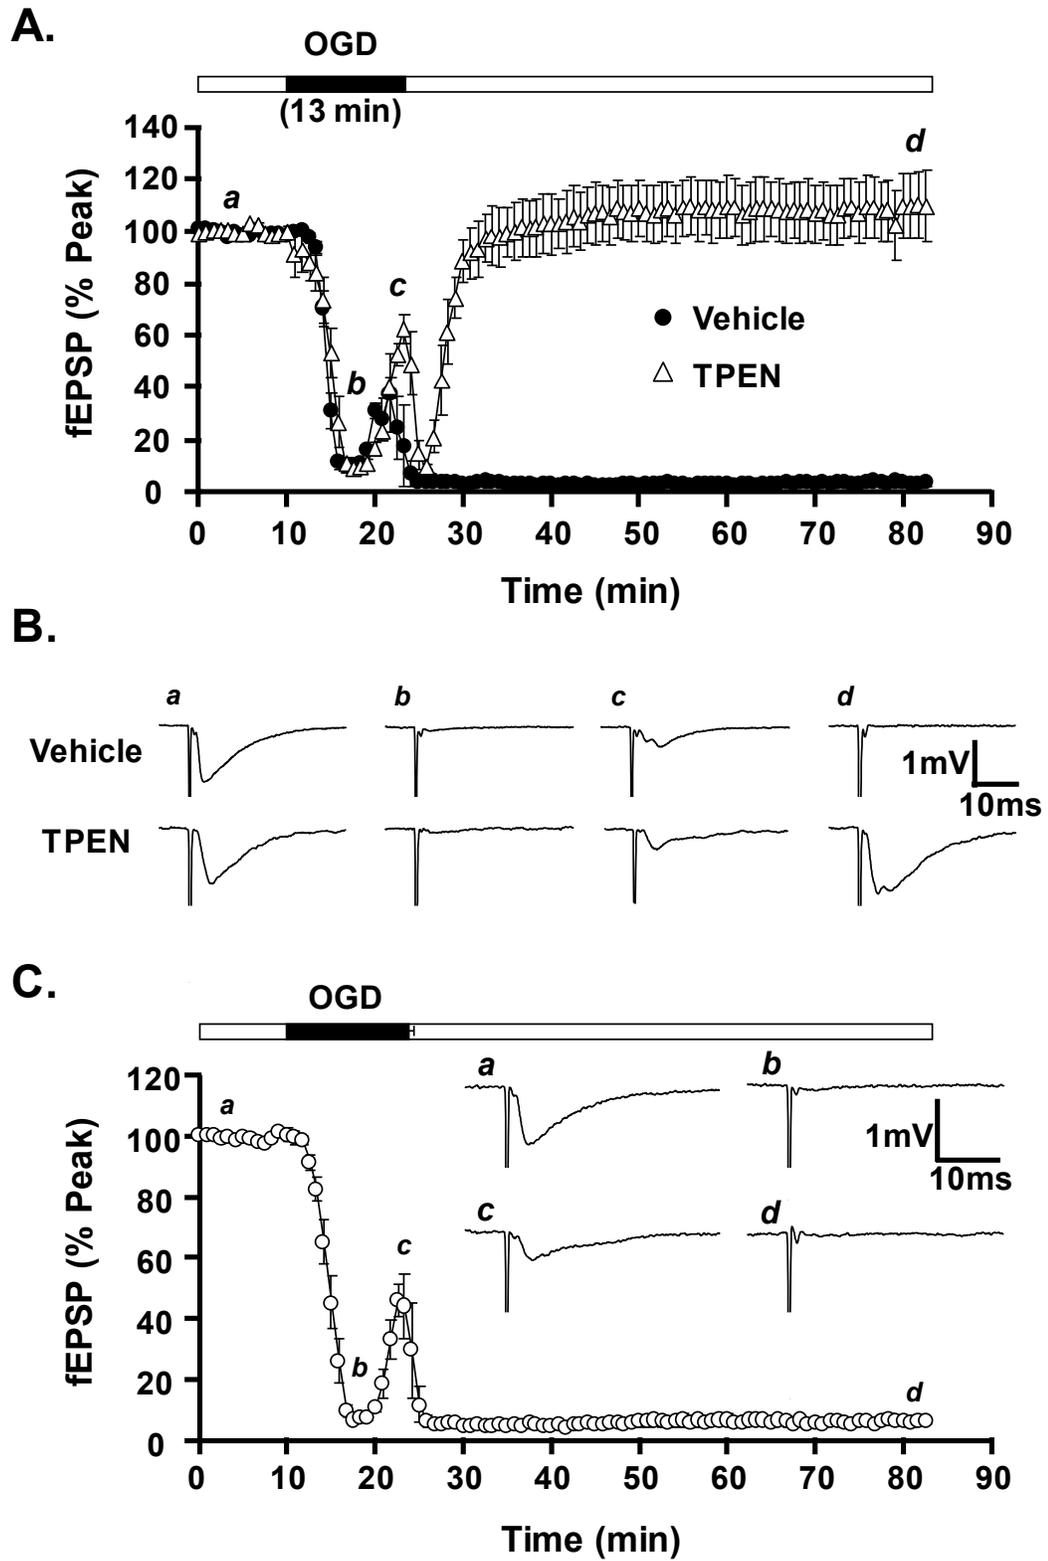 A.
OGD
(13 min)
140
120
100
80
60
40
20
0
fEPSP (% Peak)
a
b
c
d
Vehicle
TPEN
0 10 20 30 40 50 60 70 80 90
Time (min)
B.
a b c d
Vehicle
1mV
10ms
TPEN
C.
OGD
120
100
80
60
40
20
0
fEPSP (% Peak)
a
b
c
d
a b
1mV
10ms
c d
0 10 20 30 40 50 60 70 80 90
Time (min)